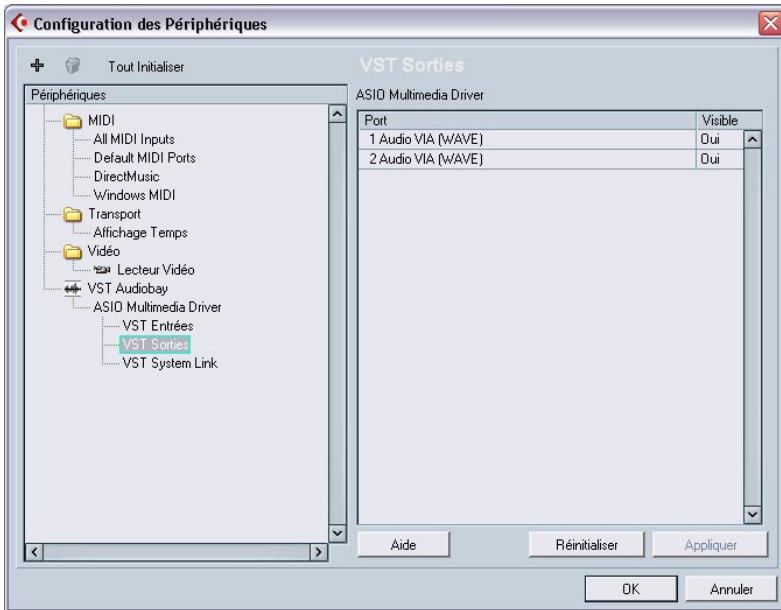 Configuration des Périphériques
Tout Initialiser
VST Sorties
Périphériques
MIDI
All MIDI Inputs
Default MIDI Ports
DirectMusic
Windows MIDI
Transport
Affichage Temps
Vidéo
Lecteur Vidéo
VST Audiobay
ASIO Multimedia Driver
VST Entrées
VST Sorties
VST System Link
ASIO Multimedia Driver
Port Visible
1 Audio VIA (WAVE) Oui
2 Audio VIA (WAVE) Oui
Aide Réinitialiser Appliquer
OK Annuler